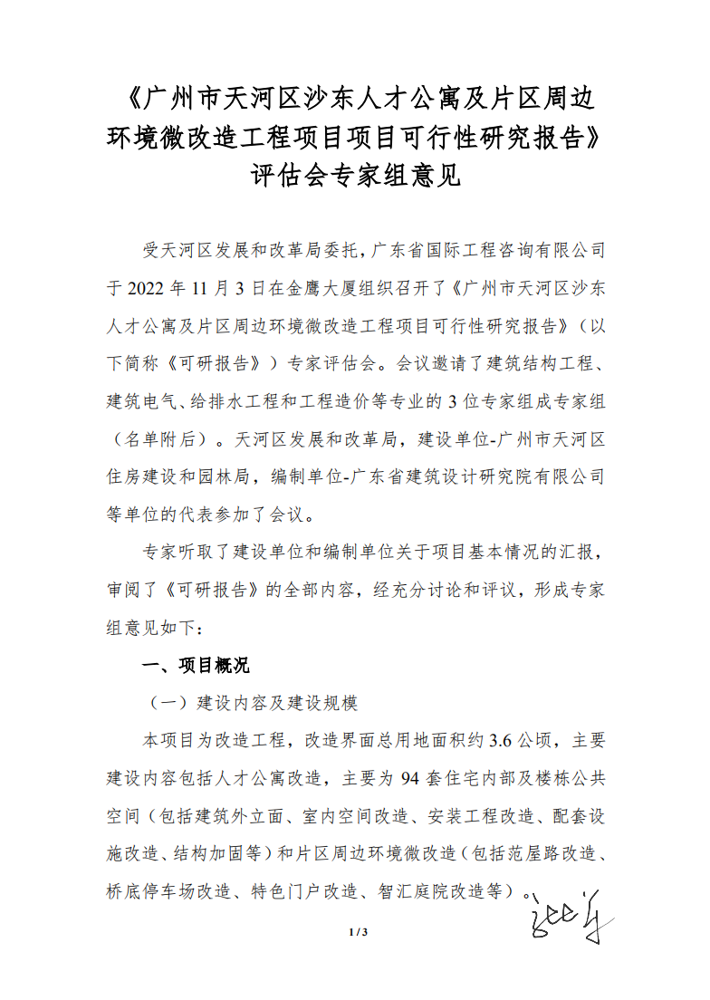 《广州市天河区沙东人才公寓及片区周边
环境微改造工程项目项目可行性研究报告》
评估会专家组意见
受天河区发展和改革局委托，广东省国际工程咨询有限公司
于 2022 年 11 月 3 日在金鹰大厦组织召开了《广州市天河区沙东
人才公寓及片区周边环境微改造工程项目可行性研究报告》（以
下简称《可研报告》）专家评估会。会议邀请了建筑结构工程、
建筑电气、给排水工程和工程造价等专业的 3 位专家组成专家组
（名单附后）。天河区发展和改革局，建设单位-广州市天河区
住房建设和园林局，编制单位-广东省建筑设计研究院有限公司
等单位的代表参加了会议。
专家听取了建设单位和编制单位关于项目基本情况的汇报，
审阅了《可研报告》的全部内容，经充分讨论和评议，形成专家
组意见如下：
一、项目概况
（一）建设内容及建设规模
本项目为改造工程，改造界面总用地面积约 3.6 公顷，主要
建设内容包括人才公寓改造，主要为 94 套住宅内部及楼栋公共
空间（包括建筑外立面、室内空间改造、安装工程改造、配套设
施改造、结构加固等）和片区周边环境微改造（包括范屋路改造、
桥底停车场改造、特色门户改造、智汇庭院改造等）。
1 / 3